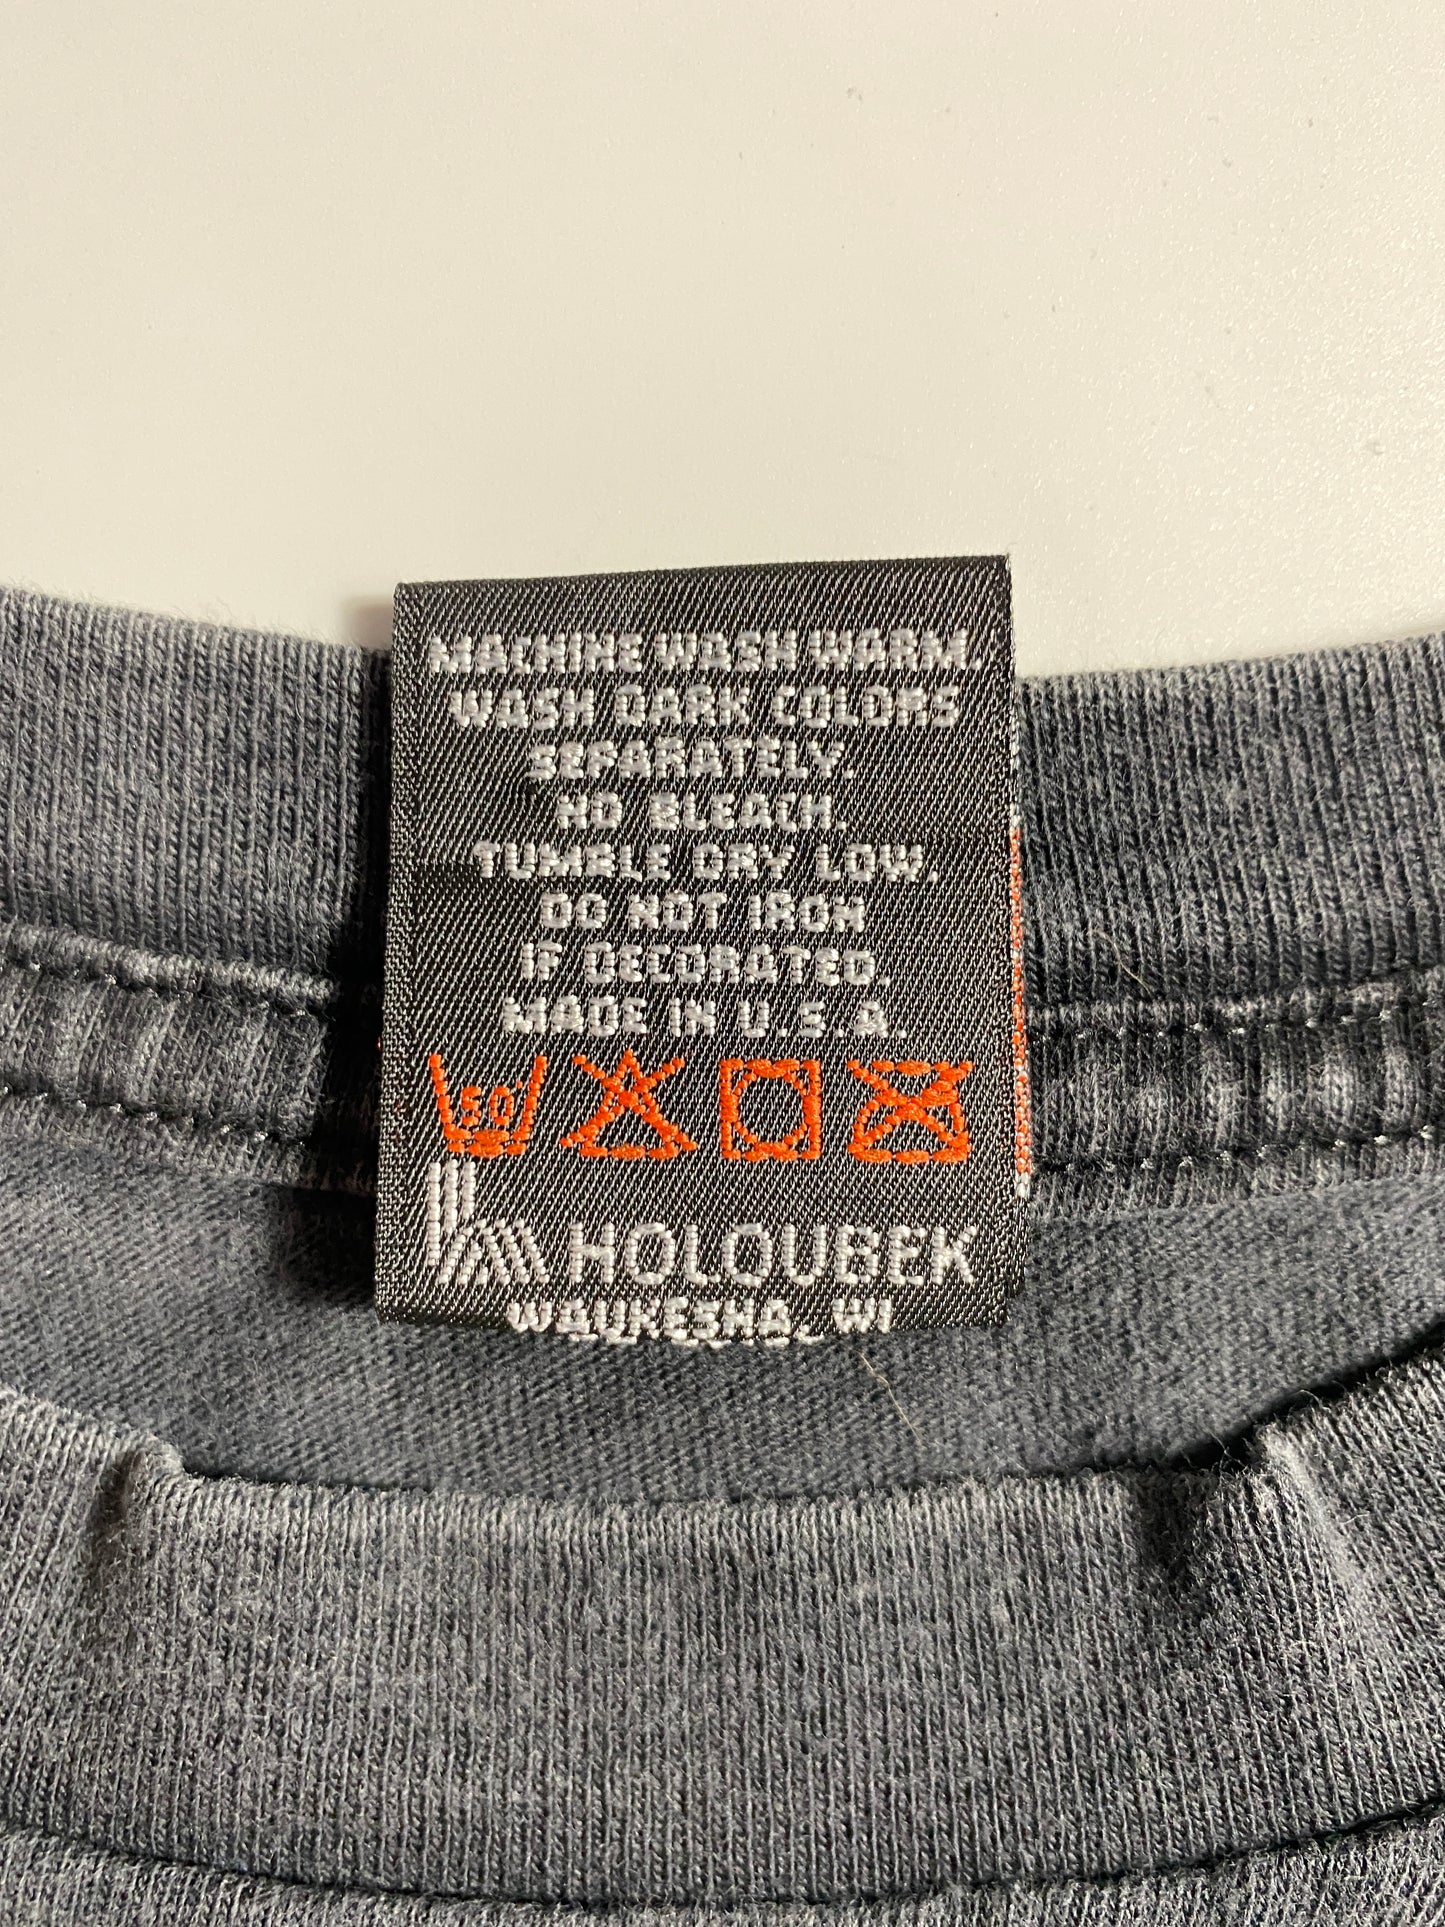 MACHINE WASH WARM.
WASH DARK COLORS
SEPARATELY.
NO BLEACH.
TUMBLE DRY LOW.
DO NOT IRON
IF DECORATED.
MADE IN U.S.A.
50°
HOLOUBEK
WAUKESHA, WI